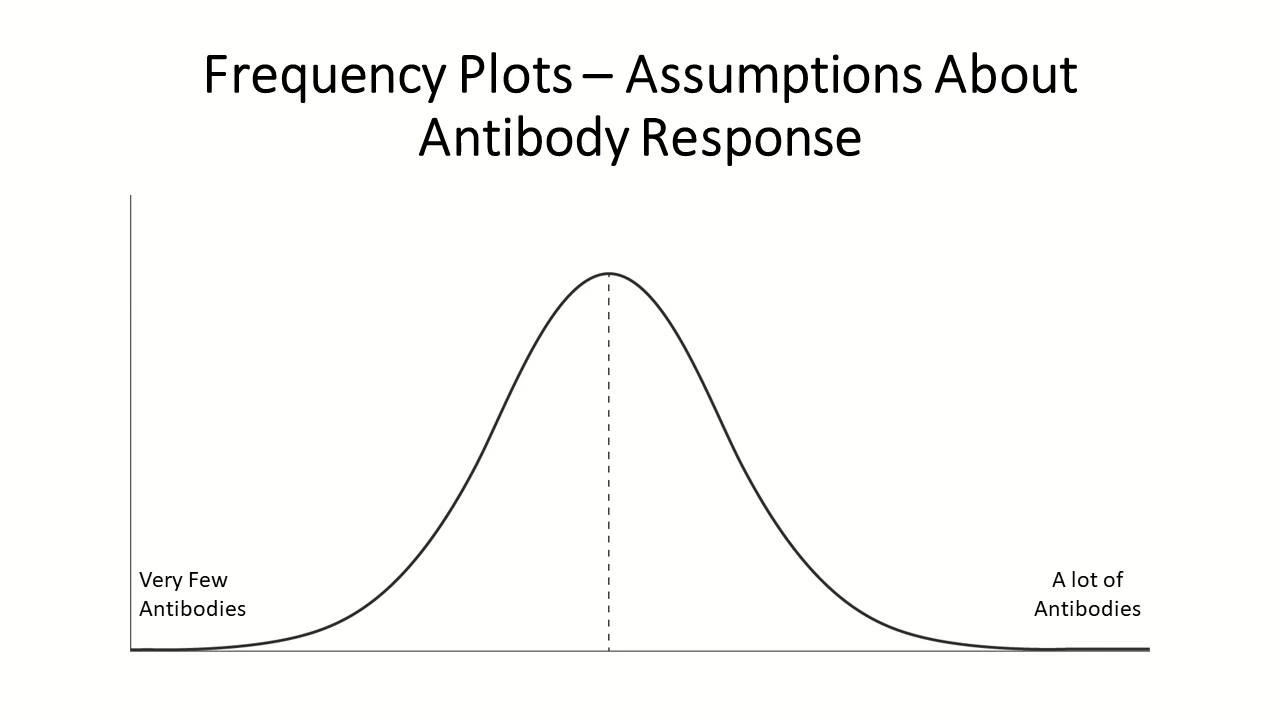 Frequency Plots – Assumptions About
Antibody Response
Very Few
Antibodies
A lot of
Antibodies